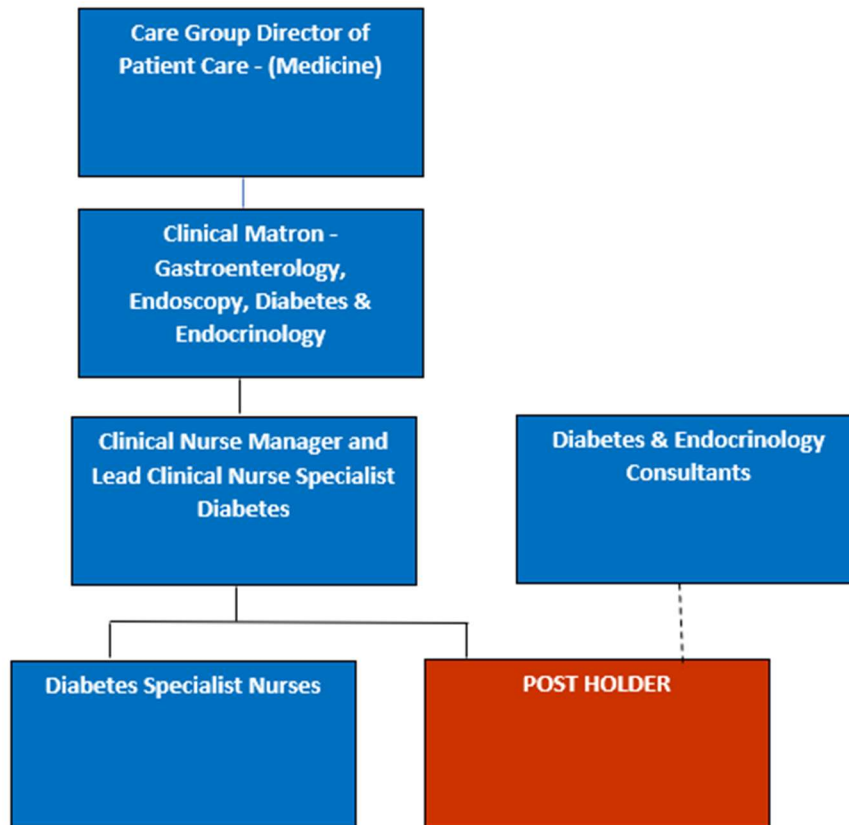 Care Group Director of
Patient Care - (Medicine)
Clinical Matron -
Gastroenterology,
Endoscopy, Diabetes &
Endocrinology
Clinical Nurse Manager and
Lead Clinical Nurse Specialist
Diabetes
Diabetes & Endocrinology
Consultants
Diabetes Specialist Nurses
POST HOLDER